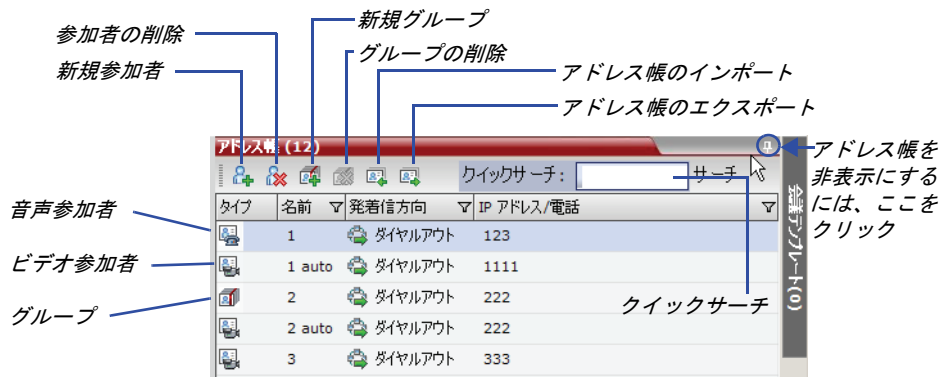 新規グループ
参加者の削除
グループの削除
新規参加者
アドレス帳のインポート
アドレス帳のエクスポート
アドレス帳 (12)
クイックサーチ:
サーチ
アドレス帳を
非表示にする
には、ここを
クリック
タイプ 名前 発着信方向 IP アドレス/電話
音声参加者
1 ダイヤルアウト 123
ビデオ参加者
1 auto ダイヤルアウト 1111
グループ
2 ダイヤルアウト 222
クイックサーチ
2 auto ダイヤルアウト 222
3 ダイヤルアウト 333
会議テンプレート(0)